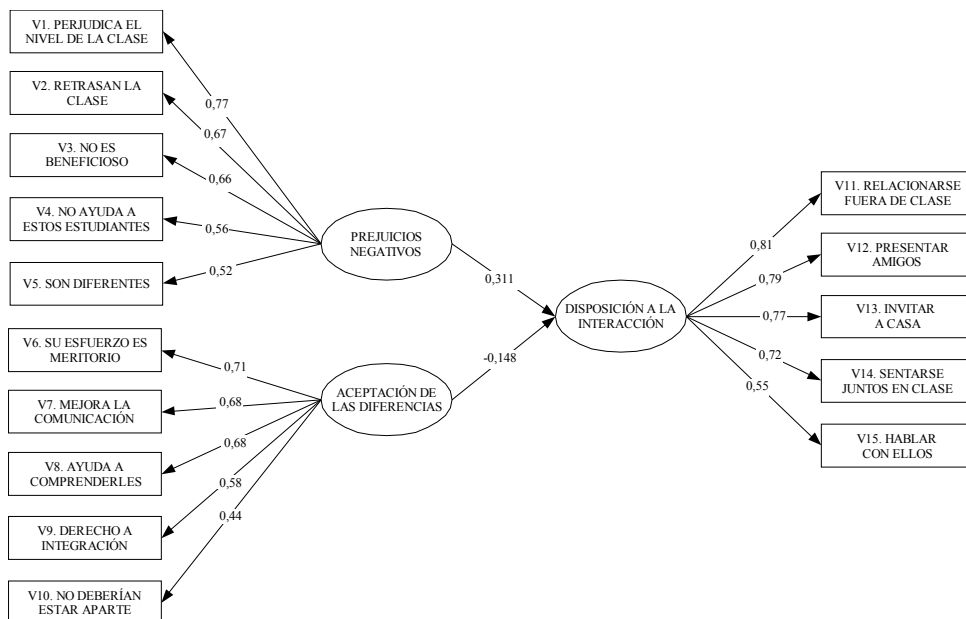 V1. PERJUDICA EL
NIVEL DE LA CLASE
V2. RETRASAN LA
CLASE
V3. NO ES
BENEFICIOSO
V4. NO AYUDA A
ESTOS ESTUDIANTES
V5. SON DIFERENTES
V6. SU ESFUERZO ES
MERITORIO
V7. MEJORA LA
COMUNICACIÓN
V8. AYUDA A
COMPRENDERLES
V9. DERECHO A
INTEGRACIÓN
V10. NO DEBERÍAN
ESTAR APARTE
0,77
0,67
0,66
0,56
0,52
0,71
0,68
0,68
0,58
0,44
PREJUICIOS
NEGATIVOS
ACEPTACIÓN DE
LAS DIFERENCIAS
0,311
-0,148
DISPOSICIÓN A LA
INTERACCIÓN
0,81
0,79
0,77
0,72
0,55
V11. RELACIONARSE
FUERA DE CLASE
V12. PRESENTAR
AMIGOS
V13. INVITAR
A CASA
V14. SENTARSE
JUNTOS EN CLASE
V15. HABLAR
CON ELLOS